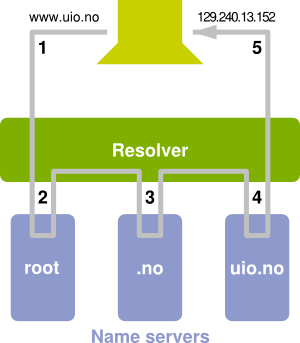 www.uio.no 129.240.13.152
1 5
Resolver
2 3 4
root .no uio.no
Name servers